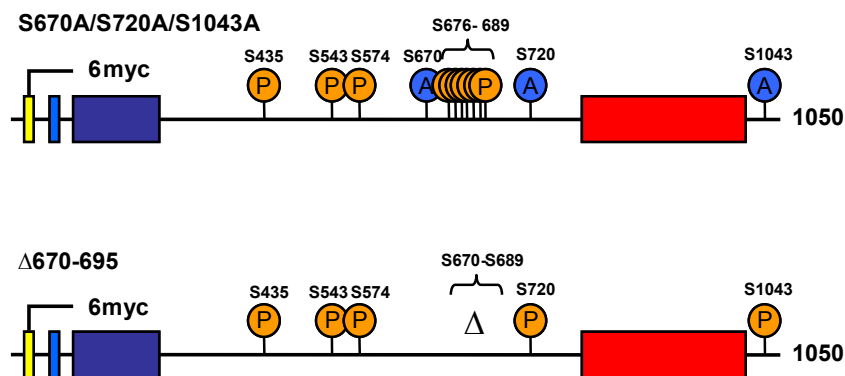 S670A/S720A/S1043A
S676- 689
S435 S543 S574 S670 S720 S1043
6myc
P P P A P A A
1050
Δ670-695
S670-S689
S435 S543 S574 S720 S1043
6myc
P P P Δ P P
1050